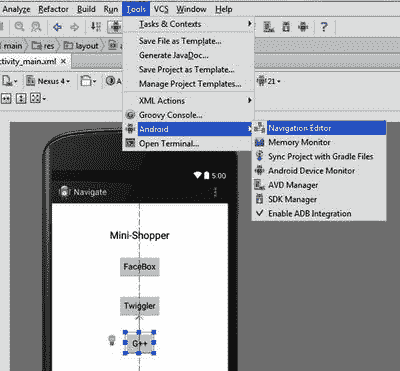 Analyze Refactor Build Run Tools VCS Window Help
Tasks & Contexts
main res layout
Save File as Template...
Generate JavaDoc...
ctivity_main.xml
Save Project as Template...
Manage Project Templates...
Nexus 4
21
XML Actions
Groovy Console...
Android
Navigation Editor
Open Terminal...
Memory Monitor
Sync Project with Gradle Files
Android Device Monitor
5:00
AVD Manager
Navigate
SDK Manager
Enable ADB Integration
Mini-Shopper
FaceBox
Twiggler
G++